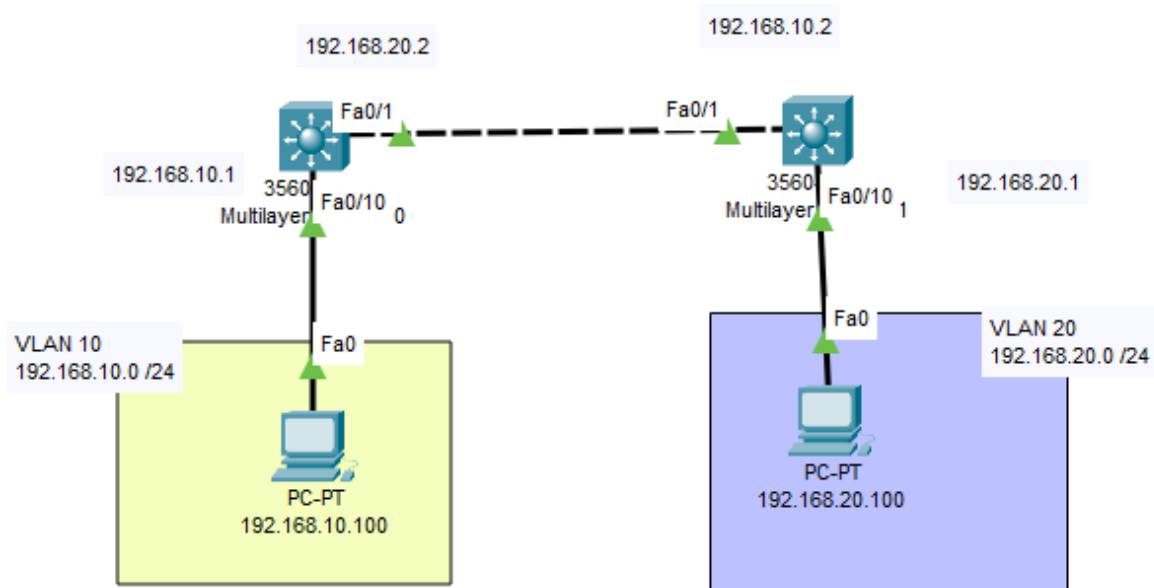 192.168.20.2
192.168.10.2
Fa0/1
Fa0/1
192.168.10.1
3560
Fa0/10
Multilayer
0
3560
Fa0/10
Multilayer
1
192.168.20.1
VLAN 10
192.168.10.0 /24
Fa0
PC-PT
192.168.10.100
Fa0
VLAN 20
192.168.20.0 /24
PC-PT
192.168.20.100